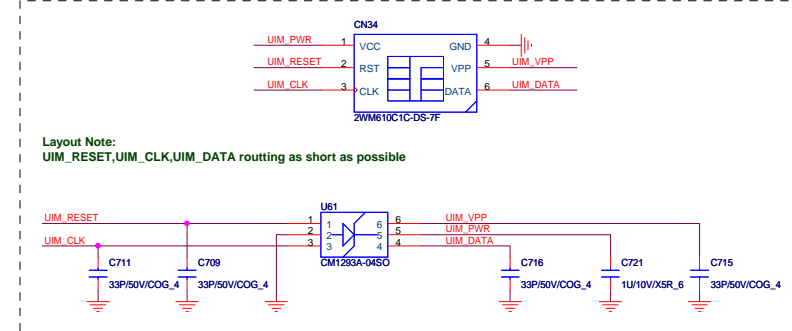 CN34
UIM_PWR 1 VCC GND 4
UIM_RESET 2 RST VPP 5 UIM_VPP
UIM_CLK 3 CLK DATA 6 UIM_DATA
2WM610C1C-DS-7F
Layout Note:
UIM_RESET,UIM_CLK,UIM_DATA routting as short as possible
U61
UIM_RESET 1 1 6 6 UIM_VPP
2 2 5 5 UIM_PWR
UIM_CLK 3 3 4 4 UIM_DATA
CM1293A-04SO
C711 C709 C716 C721 C715
33P/50V/COG_4 33P/50V/COG_4 33P/50V/COG_4 1U/10V/X5R_6 33P/50V/COG_4